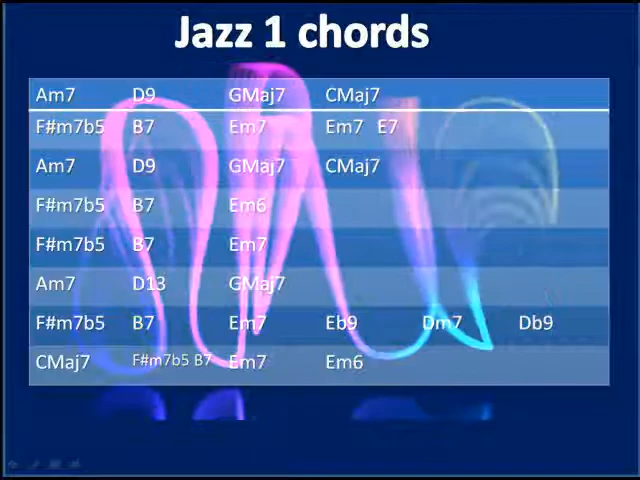 Jazz 1 chords
Am7 D9 GMaj7 CMaj7
F#m7b5 B7 Em7 Em7 E7
Am7 D9 GMaj7 CMaj7
F#m7b5 B7 Em6
F#m7b5 B7 Em7
Am7 D13 GMaj7
F#m7b5 B7 Em7 Eb9 Dm7 Db9
CMaj7 F#m7b5 B7 Em7 Em6